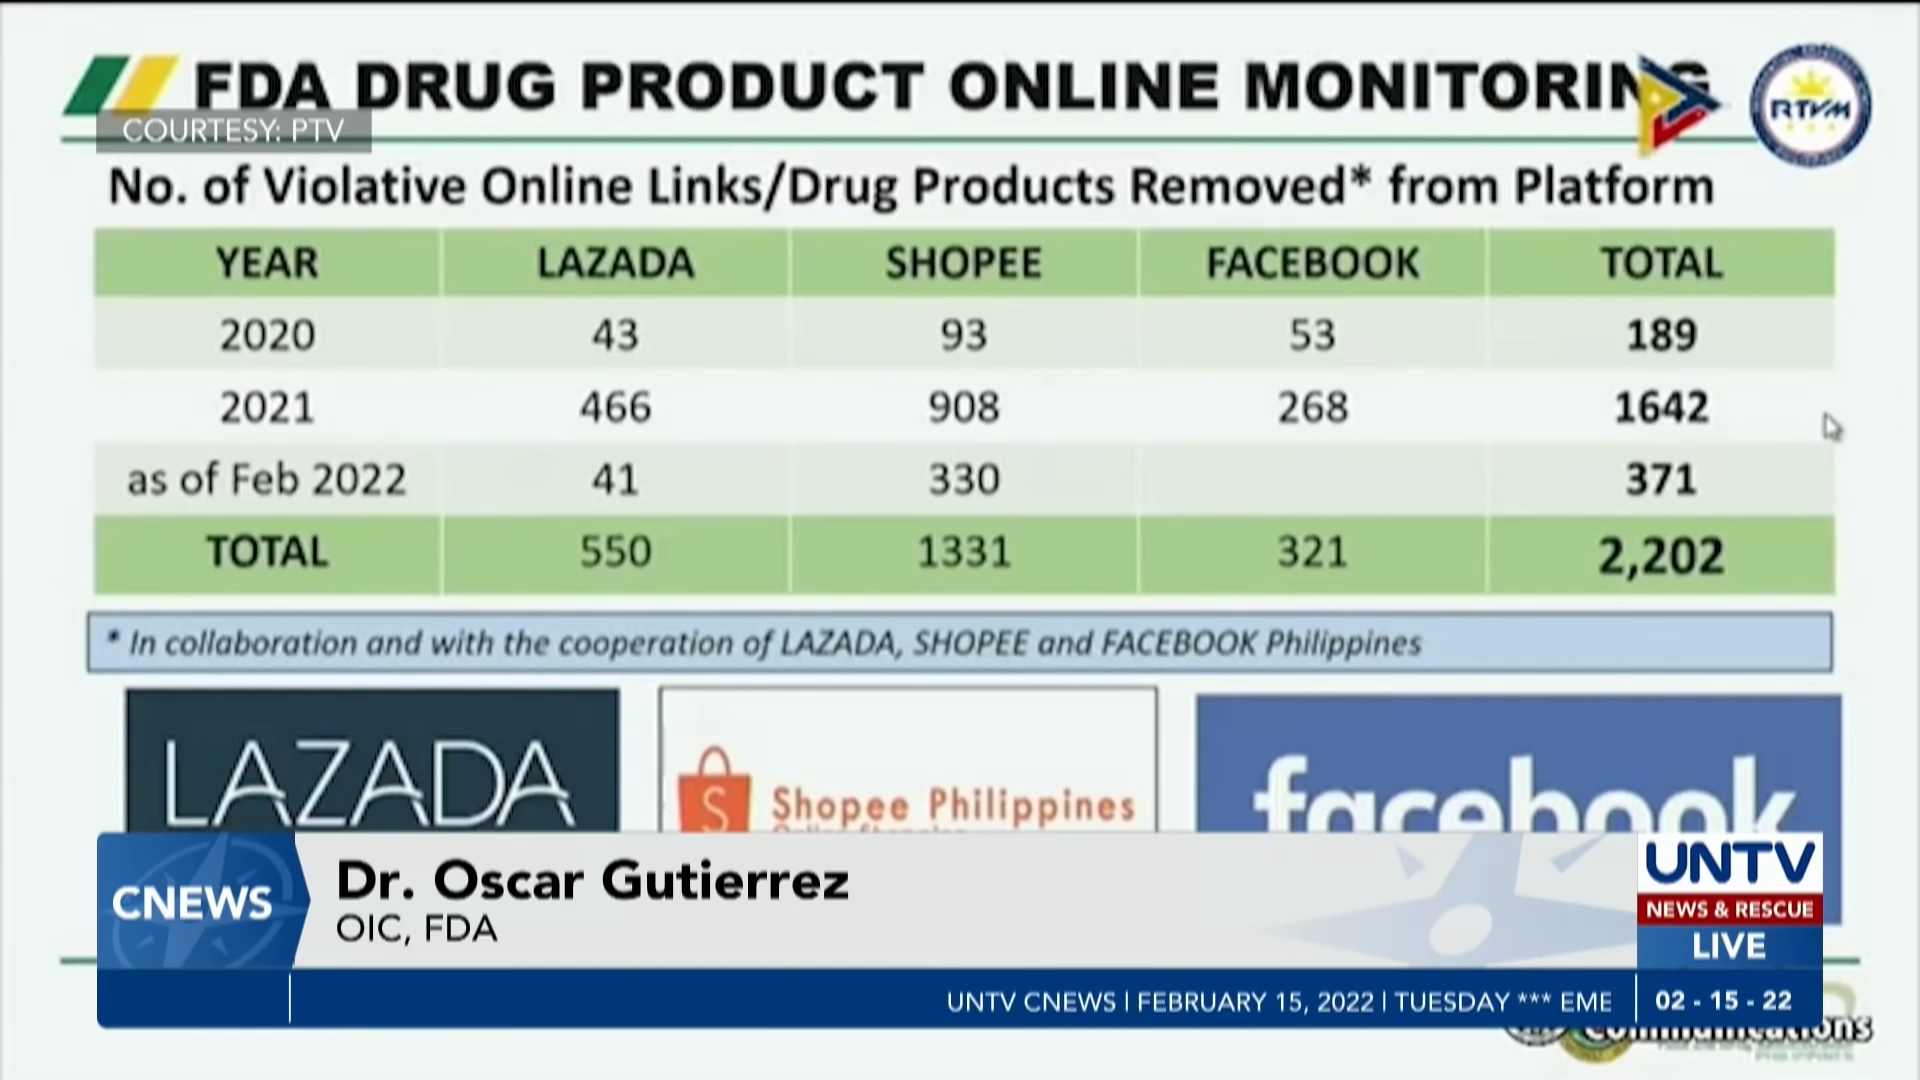 FDA DRUG PRODUCT ONLINE MONITORING
RTVM
COURTESY: PTV
No. of Violative Online Links/Drug Products Removed* from Platform
YEAR LAZADA SHOPEE FACEBOOK TOTAL
2020 43 93 53 189
2021 466 908 268 1642
as of Feb 2022 41 330 371
TOTAL 550 1331 321 2,202
* In collaboration and with the cooperation of LAZADA, SHOPEE and FACEBOOK Philippines
LAZADA
S Shopee Philippines
facebook
CNEWS
Dr. Oscar Gutierrez
OIC, FDA
UNTV
NEWS & RESCUE
LIVE
UNTV CNEWS | FEBRUARY 15, 2022 | TUESDAY *** EME
02 - 15 - 22
Communications